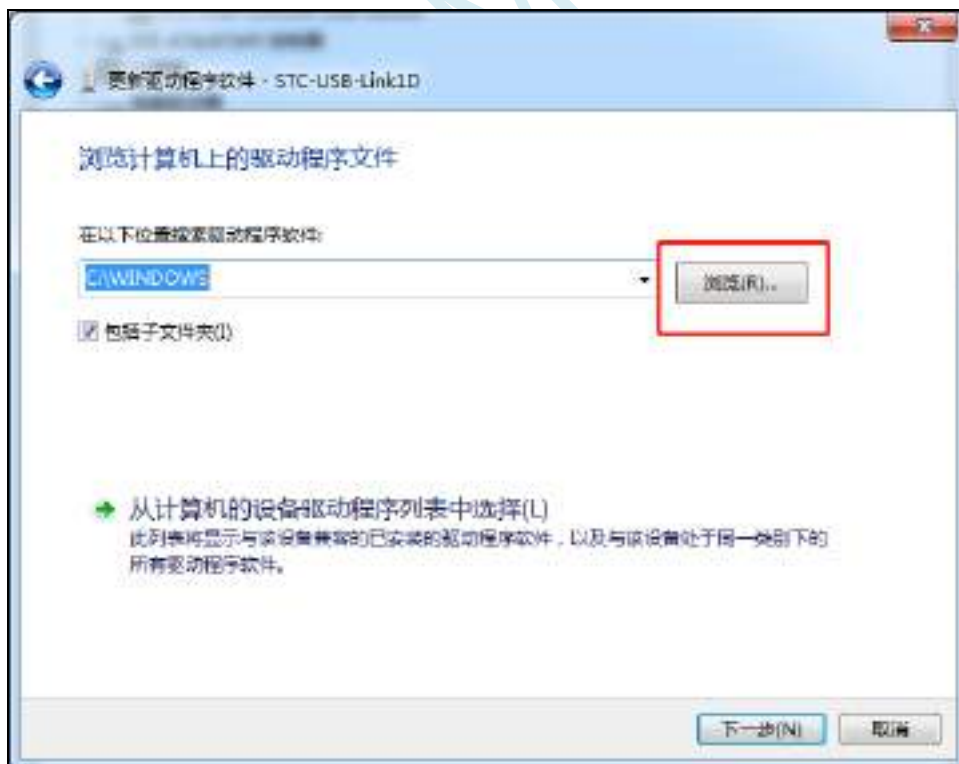 更新驱动程序软件 - STC-USB-Link1D
浏览计算机上的驱动程序文件
在以下位置搜索驱动程序软件:
C:\WINDOWS
浏览(R)...
包括子文件夹(I)
从计算机的设备驱动程序列表中选择(L)
此列表将显示与该设备兼容的已安装的驱动程序软件，以及与该设备处于同一类别下的
所有驱动程序软件。
下一步(N)
取消